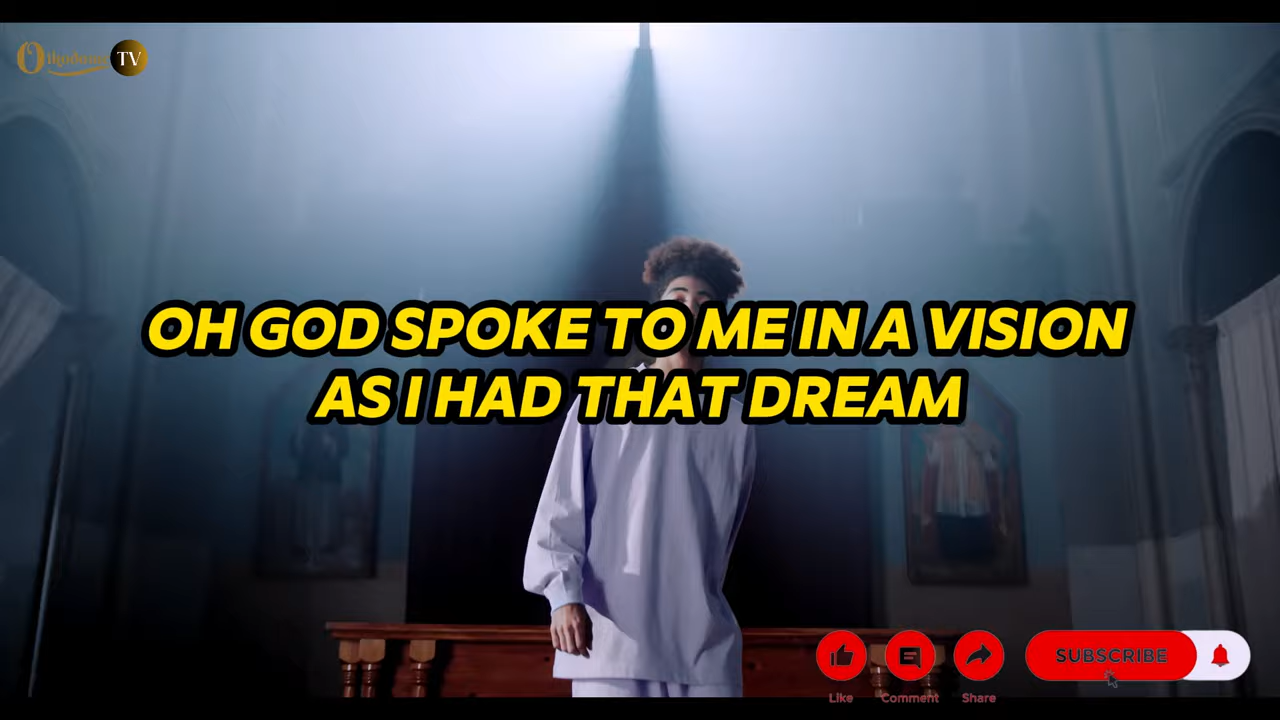 TV
OH GOD SPOKE TO ME IN A VISION
AS I HAD THAT DREAM
SUBSCRIBE
Like
Comment
Share